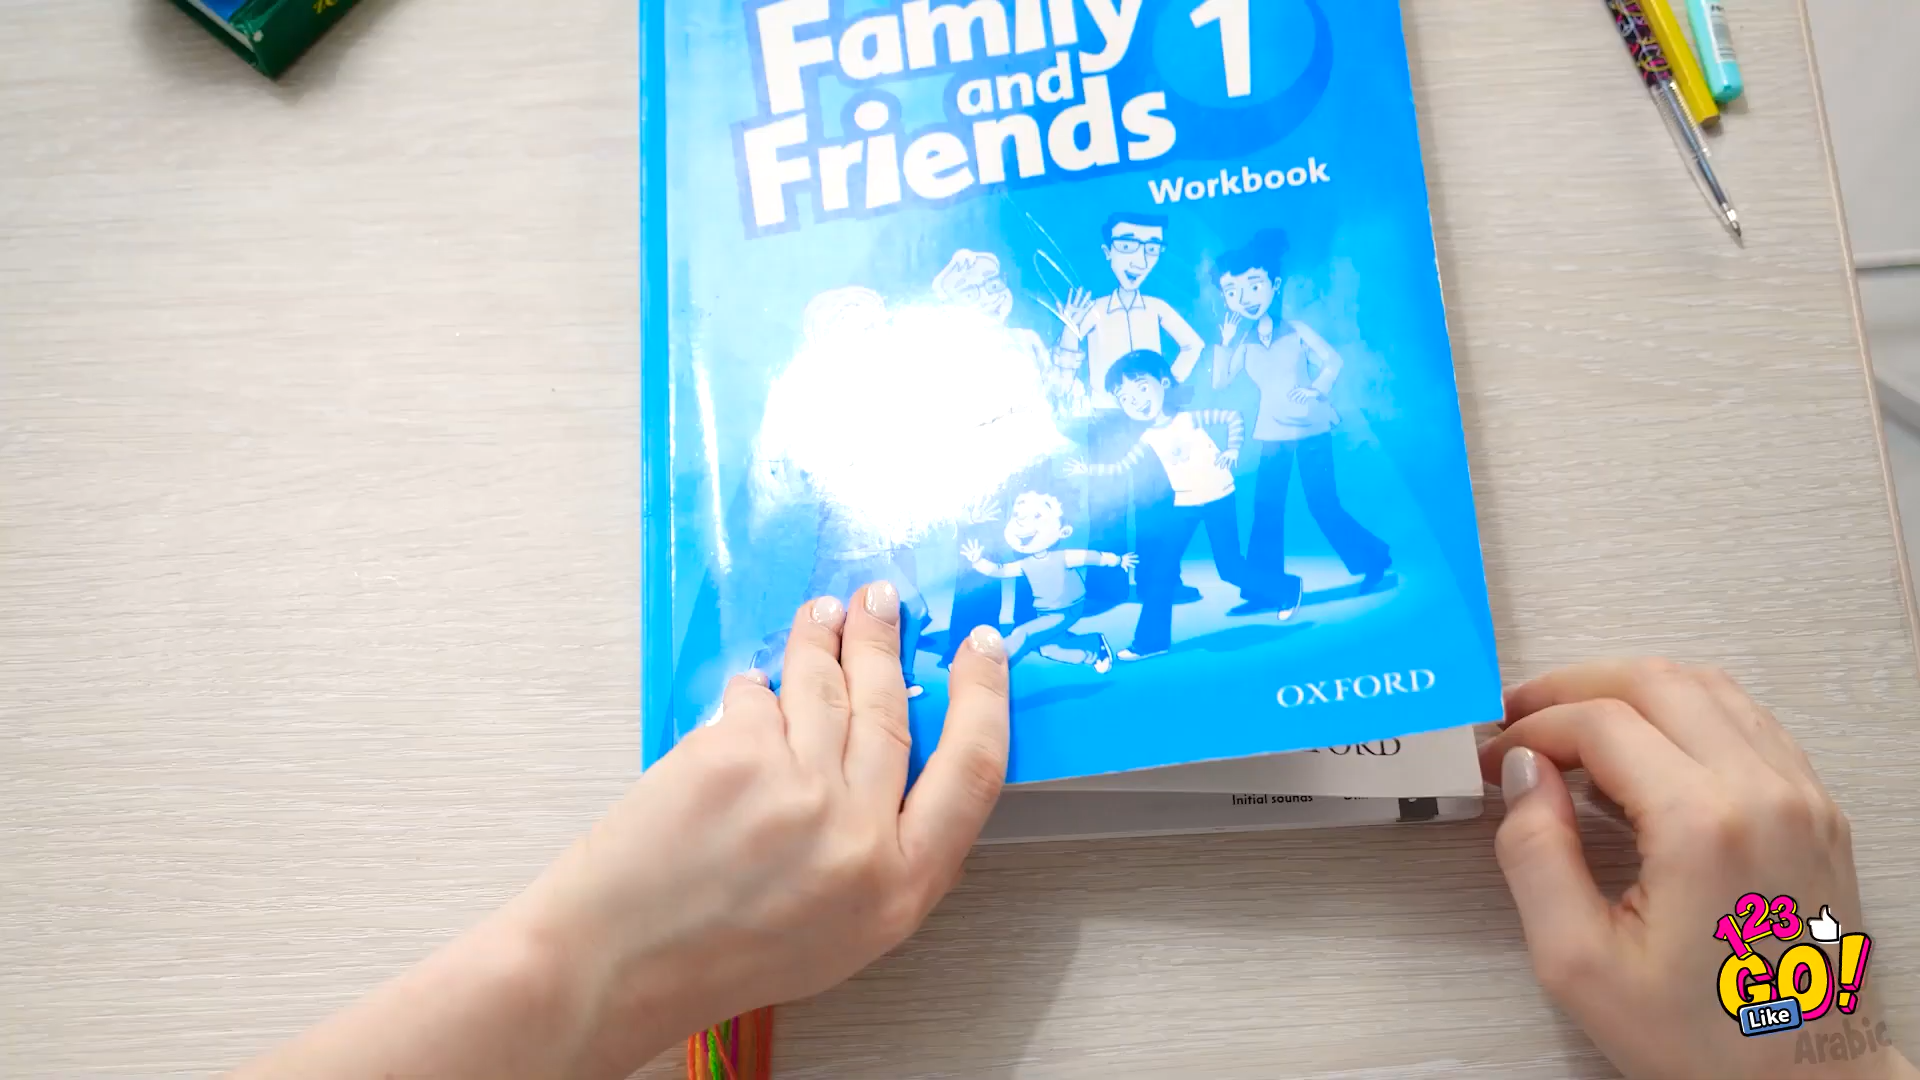 Family
and
Friends
1
Workbook
OXFORD
Initial sounds
123
GO!
Like
Arabic